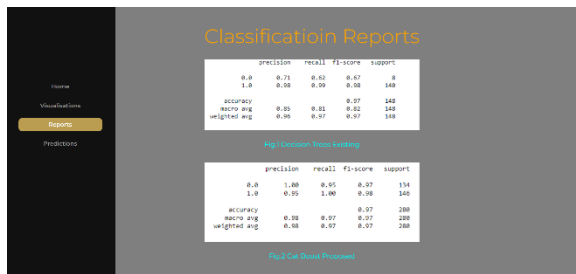 Classificatioin Reports
Home
Visualisations
Reports
Predictions
precision recall f1-score support
0.0 0.71 0.62 0.67 8
1.0 0.98 0.99 0.98 140
accuracy 0.97 148
macro avg 0.85 0.81 0.82 148
weighted avg 0.96 0.97 0.97 148
Fig.1 Decision Trees Existing
precision recall f1-score support
0.0 1.00 0.95 0.97 134
1.0 0.95 1.00 0.98 146
accuracy 0.97 280
macro avg 0.98 0.97 0.97 280
weighted avg 0.98 0.97 0.97 280
Fig.2 Cat Boost Proposed